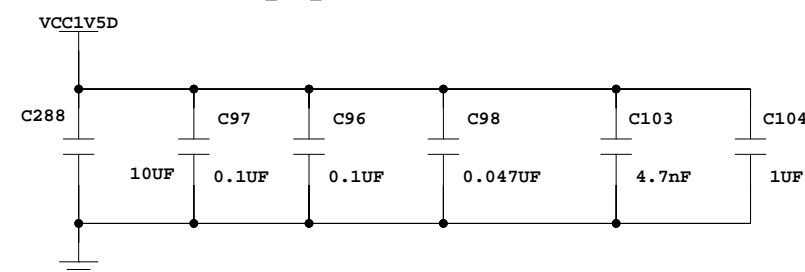 VCC1V5D
C288 C97 C96 C98 C103 C104
10UF 0.1UF 0.1UF 0.047UF 4.7nF 1UF